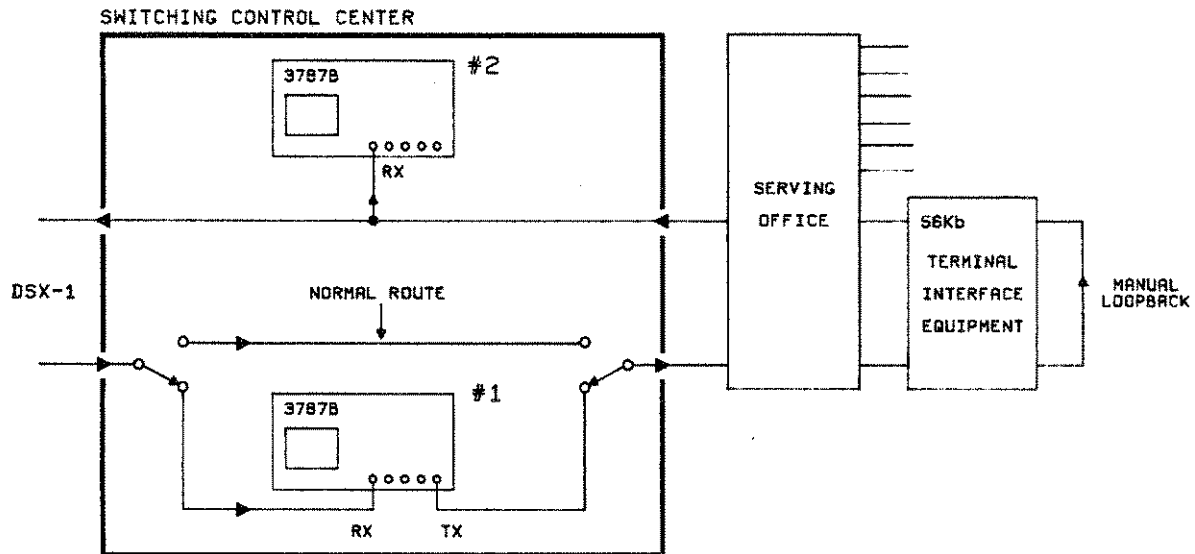 SWITCHING CONTROL CENTER
3787B
#2
RX
SERVING
OFFICE
56Kb
TERMINAL
INTERFACE
EQUIPMENT
MANUAL
LOOPBACK
DSX-1
NORMAL ROUTE
3787B
#1
RX
TX